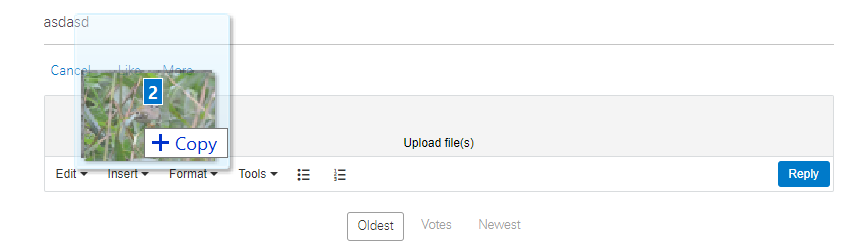 asdasd
Cancel Like More
2
Copy
Upload file(s)
Edit Insert Format Tools Reply
Oldest Votes Newest